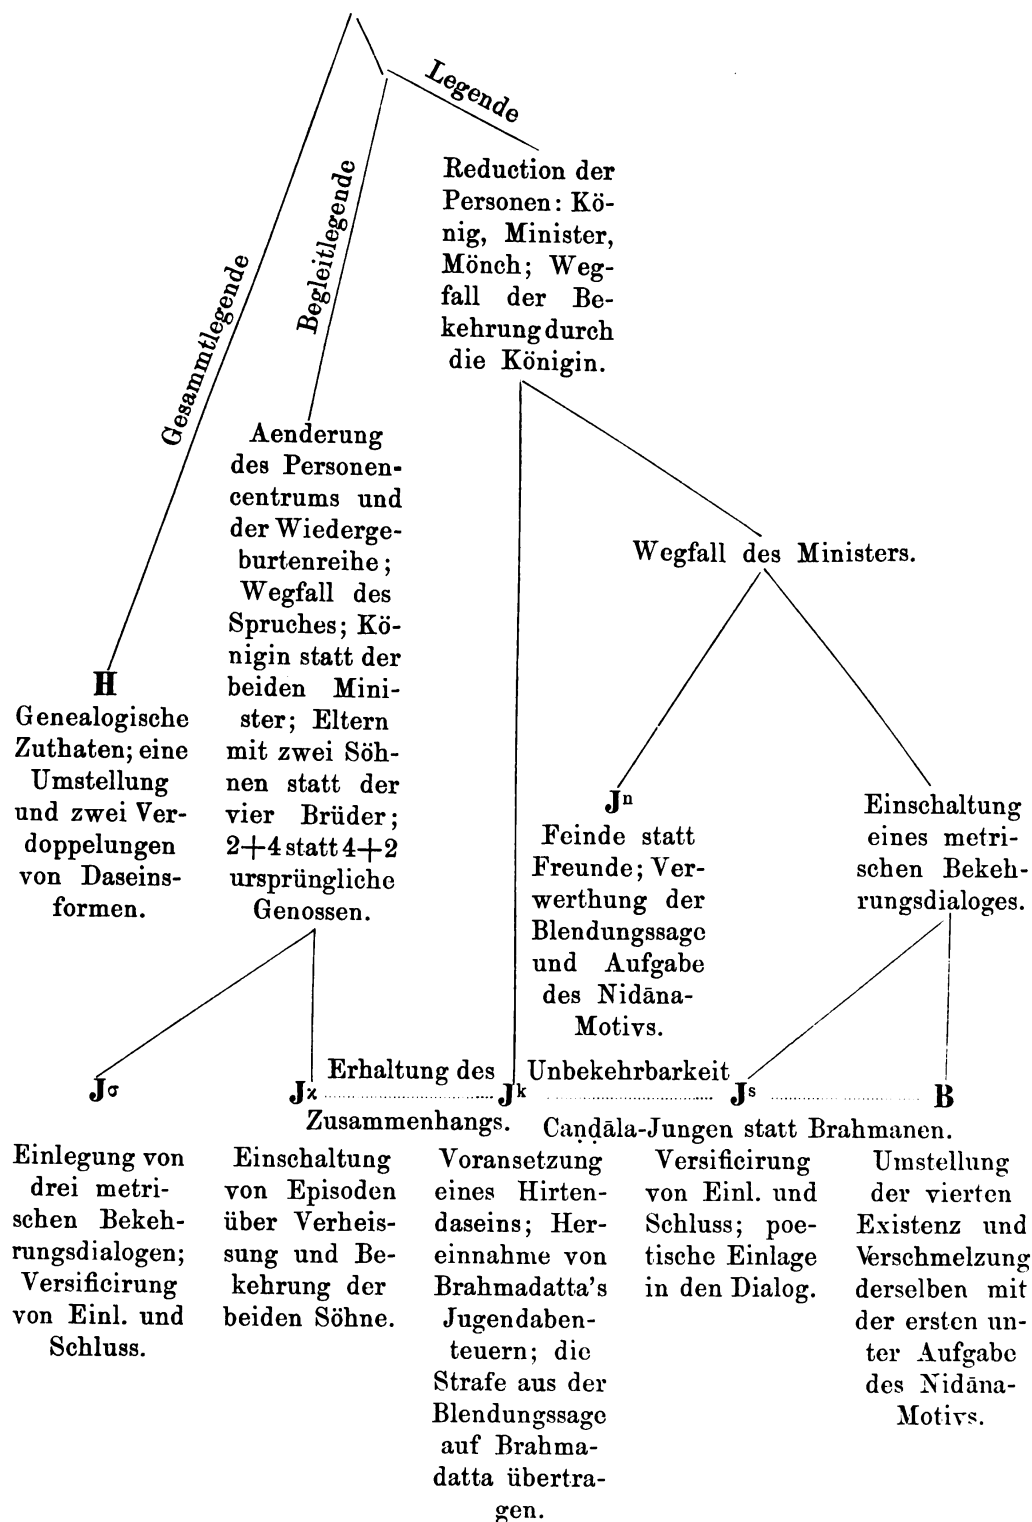 Legende
Begleitlegende
Gesammtlegende
Reduction der
Personen: Kö-
nig, Minister,
Mönch; Weg-
fall der Be-
kehrung durch
die Königin.
Aenderung
des Personen-
centrums und
der Wiederge-
burtenreihe;
Wegfall des
Spruches; Kö-
nigin statt der
beiden Mini-
ster; Eltern
mit zwei Söh-
nen statt der
vier Brüder;
2+4 statt 4+2
ursprüngliche
Genossen.
Wegfall des Ministers.
H
Genealogische
Zuthaten; eine
Umstellung
und zwei Ver-
doppelungen
von Daseins-
formen.
Jⁿ
Feinde statt
Freunde; Ver-
werthung der
Blendungssage
und Aufgabe
des Nidāna-
Motivs.
Einschaltung
eines metri-
schen Bekeh-
rungsdialoges.
Erhaltung des Unbekehrbarkeit
Jσ Jϰ Jᵏ Jˢ B
Zusammenhangs. Caṇḍāla-Jungen statt Brahmanen.
Einlegung von
drei metri-
schen Bekeh-
rungsdialogen;
Versificirung
von Einl. und
Schluss.
Einschaltung
von Episoden
über Verheis-
sung und Be-
kehrung der
beiden Söhne.
Voransetzung
eines Hirten-
daseins; Her-
einnahme von
Brahmadatta's
Jugendaben-
teuern; die
Strafe aus der
Blendungssage
auf Brahma-
datta übertra-
gen.
Versificirung
von Einl. und
Schluss; poe-
tische Einlage
in den Dialog.
Umstellung
der vierten
Existenz und
Verschmelzung
derselben mit
der ersten un-
ter Aufgabe
des Nidāna-
Motivs.